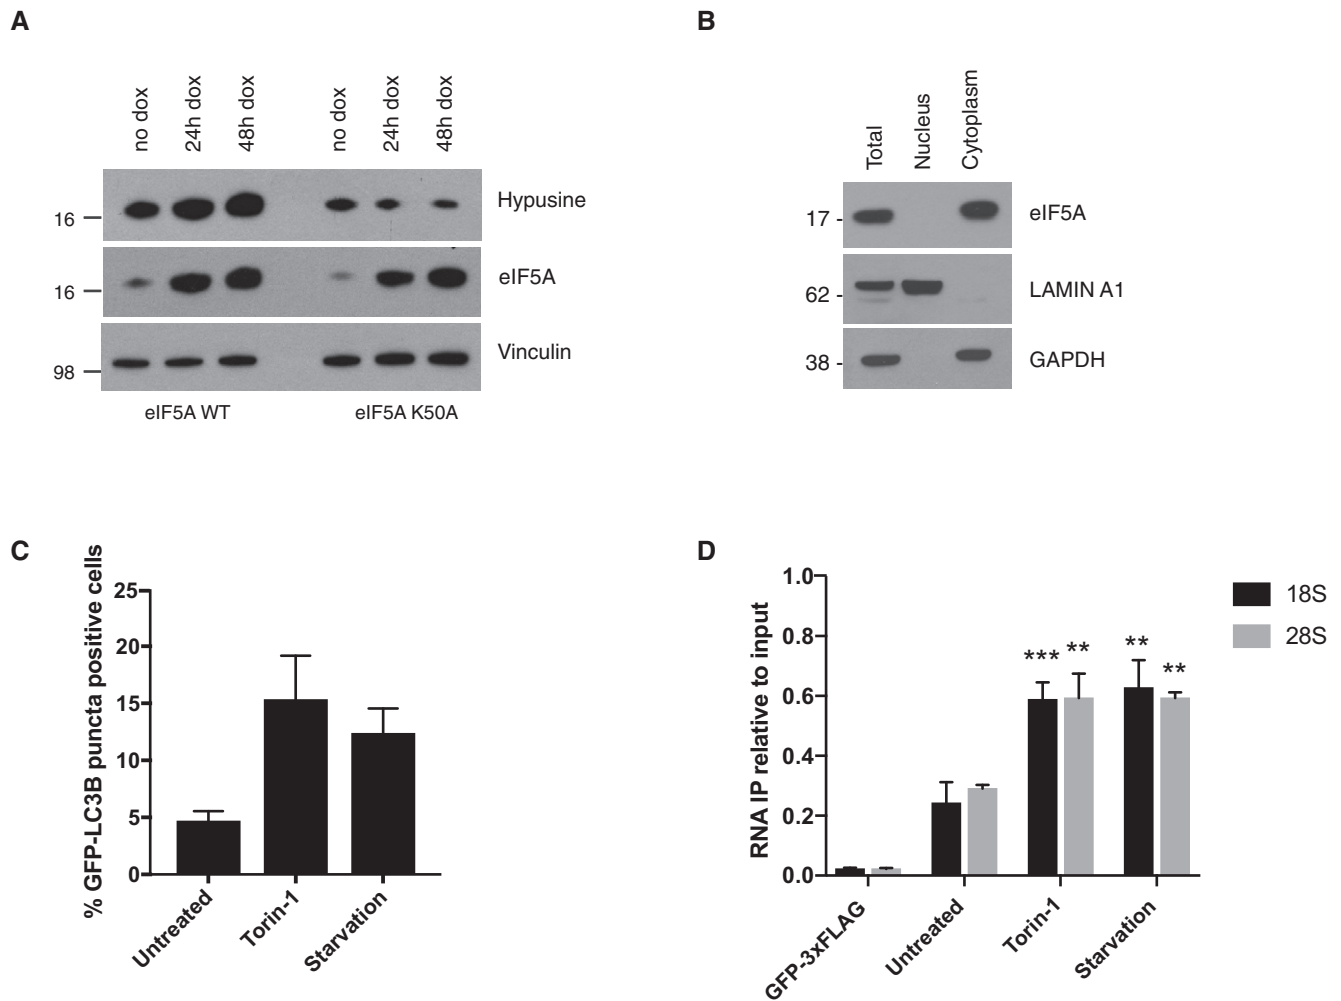 A
no dox
24h dox
48h dox
no dox
24h dox
48h dox
16
Hypusine
16
eIF5A
98
Vinculin
eIF5A WT
eIF5A K50A
B
Total
Nucleus
Cytoplasm
17 -
eIF5A
62 -
LAMIN A1
38 -
GAPDH
C
% GFP-LC3B puncta positive cells
25
20
15
10
5
0
Untreated
Torin-1
Starvation
D
RNA IP relative to input
1.0
0.8
0.6
0.4
0.2
0.0
*** **
** **
GFP-3xFLAG
Untreated
Torin-1
Starvation
18S
28S